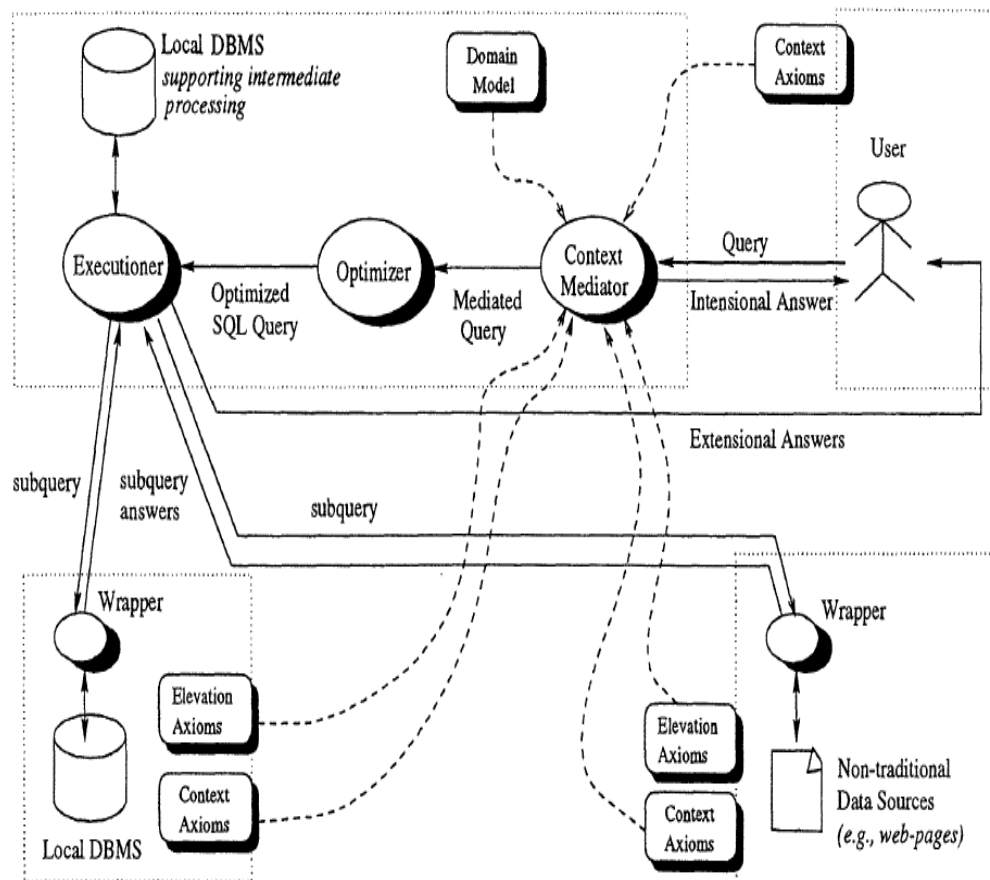 Local DBMS
supporting intermediate
processing
Domain
Model
Context
Axioms
User
Executioner
Optimizer
Context
Mediator
Query
Intensional Answer
Optimized
SQL Query
Mediated
Query
Extensional Answers
subquery
subquery
answers
subquery
Wrapper
Wrapper
Elevation
Axioms
Context
Axioms
Local DBMS
Elevation
Axioms
Context
Axioms
Non-traditional
Data Sources
(e.g., web-pages)